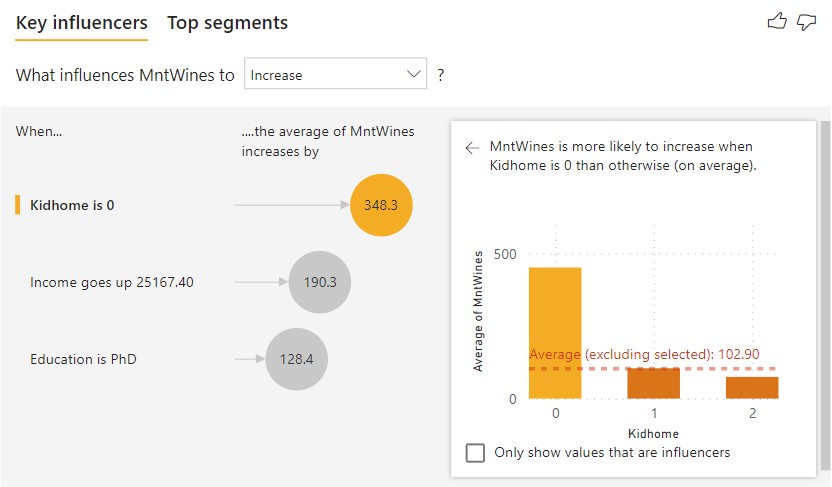 Key influencers Top segments
What influences MntWines to Increase ?
When...
....the average of MntWines
increases by
Kidhome is 0
348.3
Income goes up 25167.40
190.3
Education is PhD
128.4
MntWines is more likely to increase when
Kidhome is 0 than otherwise (on average).
Average of MntWines
500
Average (excluding selected): 102.90
0
0 1 2
Kidhome
Only show values that are influencers